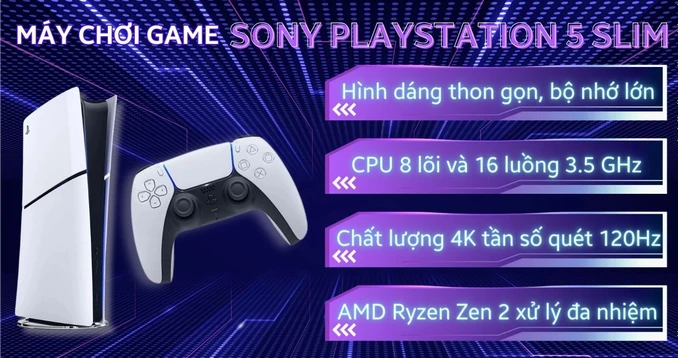 MÁY CHƠI GAME SONY PLAYSTATION 5 SLIM
Hình dáng thon gọn, bộ nhớ lớn
CPU 8 lõi và 16 luồng 3.5 GHz
Chất lượng 4K tần số quét 120Hz
AMD Ryzen Zen 2 xử lý đa nhiệm